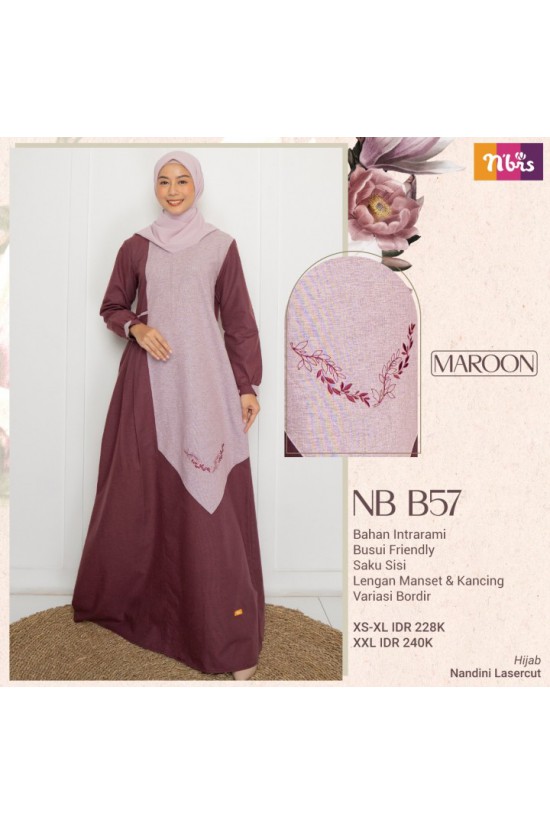 N'brs
MAROON
NB B57
Bahan Intrarami
Busui Friendly
Saku Sisi
Lengan Manset & Kancing
Variasi Bordir
XS-XL IDR 228K
XXL IDR 240K
Hijab
Nandini Lasercut